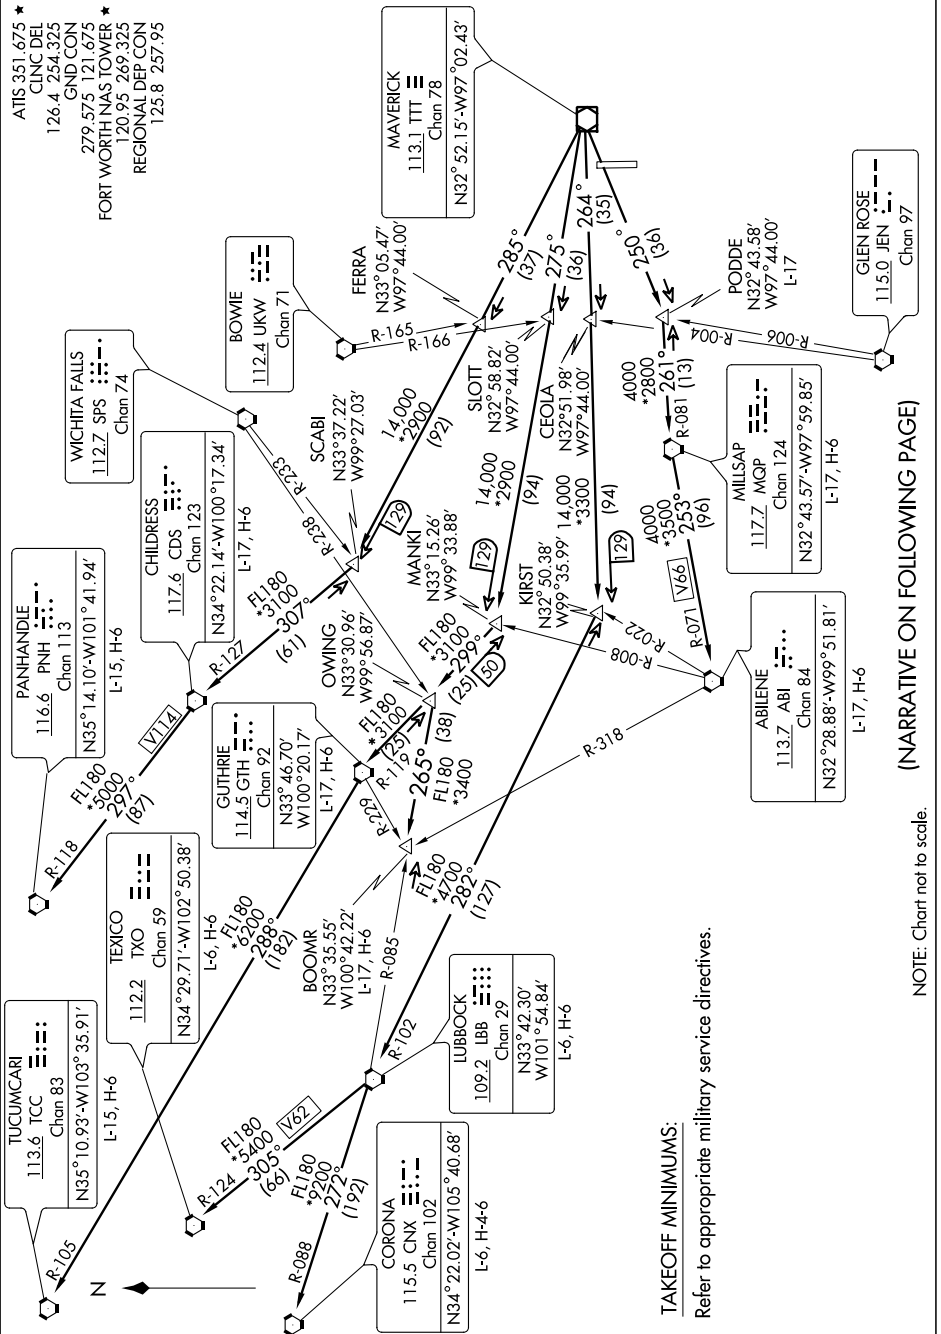 ATIS 351.675 ★
CLNC DEL
126.4 254.325
GND CON
279.575 121.675
FORT WORTH NAS TOWER ★
120.95 269.325
REGIONAL DEP CON
125.8 257.95
TUCUMCARI
113.6 TCC
Chan 83
N35°10.93'-W103°35.91'
L-15, H-6
PANHANDLE
116.6 PNH
Chan 113
N35°14.10'-W101°41.94'
L-15, H-6
WICHITA FALLS
112.7 SPS
Chan 74
BOWIE
112.4 UKW
Chan 71
MAVERICK
113.1 TTT
Chan 78
N32°52.15'-W97°02.43'
TEXICO
112.2 TXO
Chan 59
N34°29.71'-W102°50.38'
L-6, H-6
CHILDRESS
117.6 CDS
Chan 123
N34°22.14'-W100°17.34'
L-17, H-6
GUTHRIE
114.5 GTH
Chan 92
N33°46.70'
W100°20.17'
L-17, H-6
FERRA
N33°05.47'
W97°44.00'
SCABI
N33°37.22'
W99°27.03'
OWING
N33°30.96'
W99°56.87'
MANKI
N33°15.26'
W99°33.88'
SLOTT
N32°58.82'
W97°44.00'
CEOLA
N32°51.98'
W97°44.00'
KIRST
N32°50.38'
W99°35.99'
PODDE
N32°43.58'
W97°44.00'
L-17
BOOMR
N33°35.55'
W100°42.22'
L-17, H-6
LUBBOCK
109.2 LBB
Chan 29
N33°42.30'
W101°54.84'
L-6, H-6
CORONA
115.5 CNX
Chan 102
N34°22.02'-W105°40.68'
L-6, H-4-6
ABILENE
113.7 ABI
Chan 84
N32°28.88'-W99°51.81'
L-17, H-6
MILLSAP
117.7 MQP
Chan 124
N32°43.57'-W97°59.85'
L-17, H-6
GLEN ROSE
115.0 JEN
Chan 97
285°
(37)
275°
(36)
264°
(35)
250°
(36)
R-165
R-166
R-004
R-006
14,000
*2900
(92)
129
14,000
*2900
(94)
129
14,000
*3300
(94)
129
4000
*2800
261°
(13)
R-081
4000
*3500
253°
(96)
V66
R-071
R-022
R-008
R-318
R-233
R-238
FL180
*3100
307°
(61)
R-127
V114
FL180
*5000
297°
(87)
R-118
FL180
*3100
299°
(25)
50
FL180
*3100
(25)
R-119
265°
(38)
FL180
*3400
R-229
FL180
*6200
288°
(182)
R-105
FL180
*4700
282°
(127)
R-085
R-102
FL180
*5400
305°
(66)
V62
R-124
FL180
*9200
272°
(192)
R-088
N
TAKEOFF MINIMUMS:
Refer to appropriate military service directives.
(NARRATIVE ON FOLLOWING PAGE)
NOTE: Chart not to scale.